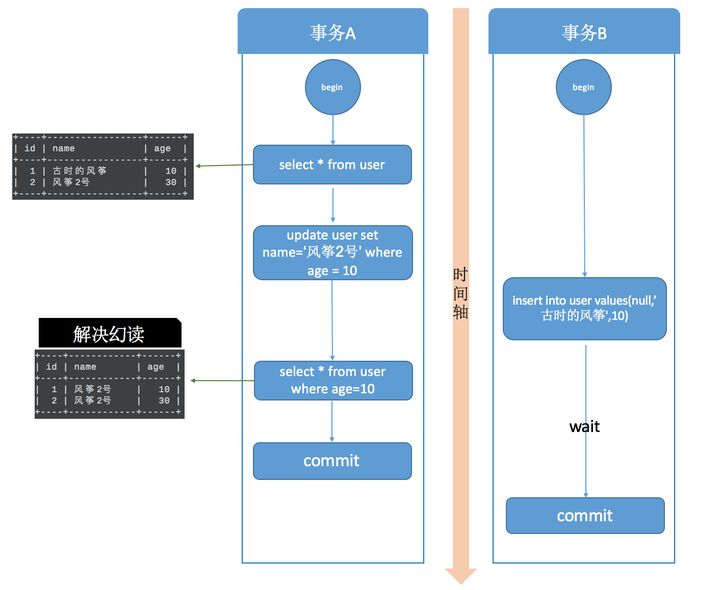 事务A
事务B
begin
begin
+----+----------------+------+
| id | name | age |
+----+----------------+------+
| 1 | 古时的风筝 | 10 |
| 2 | 风筝2号 | 30 |
+----+----------------+------+
select * from user
update user set
name=‘风筝2号’ where
age = 10
时间轴
insert into user values(null,’
古时的风筝',10)
解决幻读
+----+----------------+------+
| id | name | age |
+----+----------------+------+
| 1 | 风筝2号 | 10 |
| 2 | 风筝2号 | 30 |
+----+----------------+------+
select * from user
where age=10
wait
commit
commit